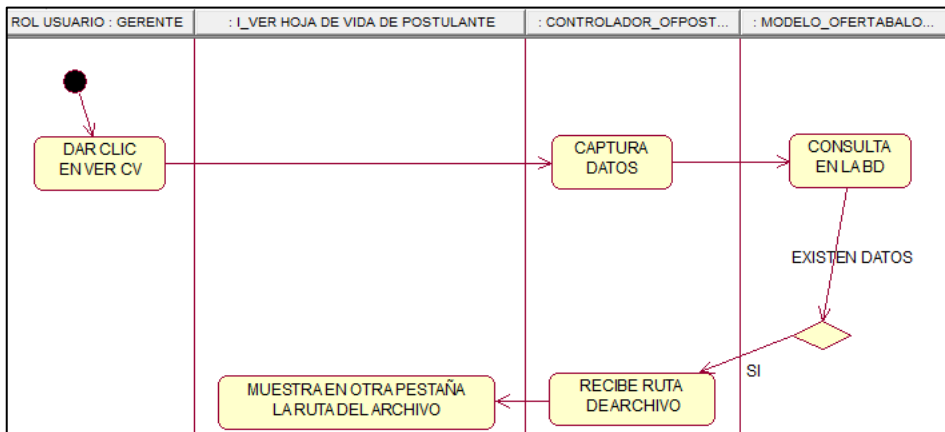 ROL USUARIO : GERENTE
: I_VER HOJA DE VIDA DE POSTULANTE
: CONTROLADOR_OFPOST...
: MODELO_OFERTABALO...
DAR CLIC
EN VER CV
CAPTURA
DATOS
CONSULTA
EN LA BD
EXISTEN DATOS
SI
RECIBE RUTA
DE ARCHIVO
MUESTRA EN OTRA PESTAÑA
LA RUTA DEL ARCHIVO